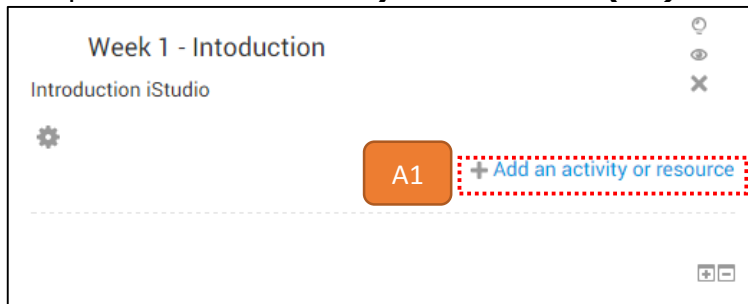 Week 1 - Intoduction
Introduction iStudio
A1
Add an activity or resource